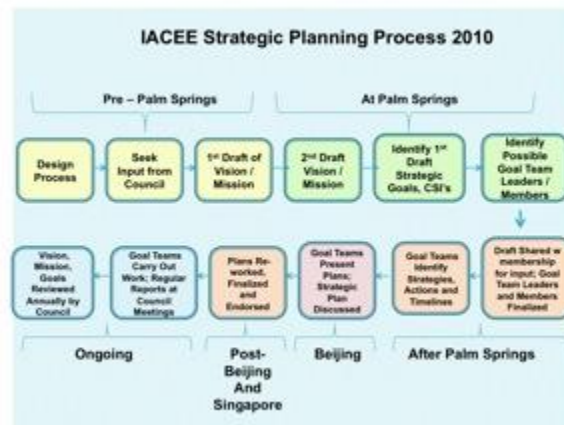 IACEE Strategic Planning Process 2010
Pre – Palm Springs
At Palm Springs
Design
Process
Seek
Input from
Council
1st Draft of
Vision /
Mission
2nd Draft
Vision /
Mission
Identify 1st
Draft
Strategic
Goals, CSI's
Identify
Possible
Goal Team
Leaders /
Members
Vision,
Mission,
Goals
Reviewed
Annually by
Council
Goal Teams
Carry Out
Work; Regular
Reports at
Council
Meetings
Plans Re-
worked,
Finalized
and
Endorsed
Goal Teams
Present
Plans;
Strategic
Plan
Discussed
Goal Teams
Identify
Strategies,
Actions and
Timelines
Draft Shared w
membership
for input; Goal
Team Leaders
and Members
Finalized
Ongoing
Post-
Beijing
And
Singapore
Beijing
After Palm Springs